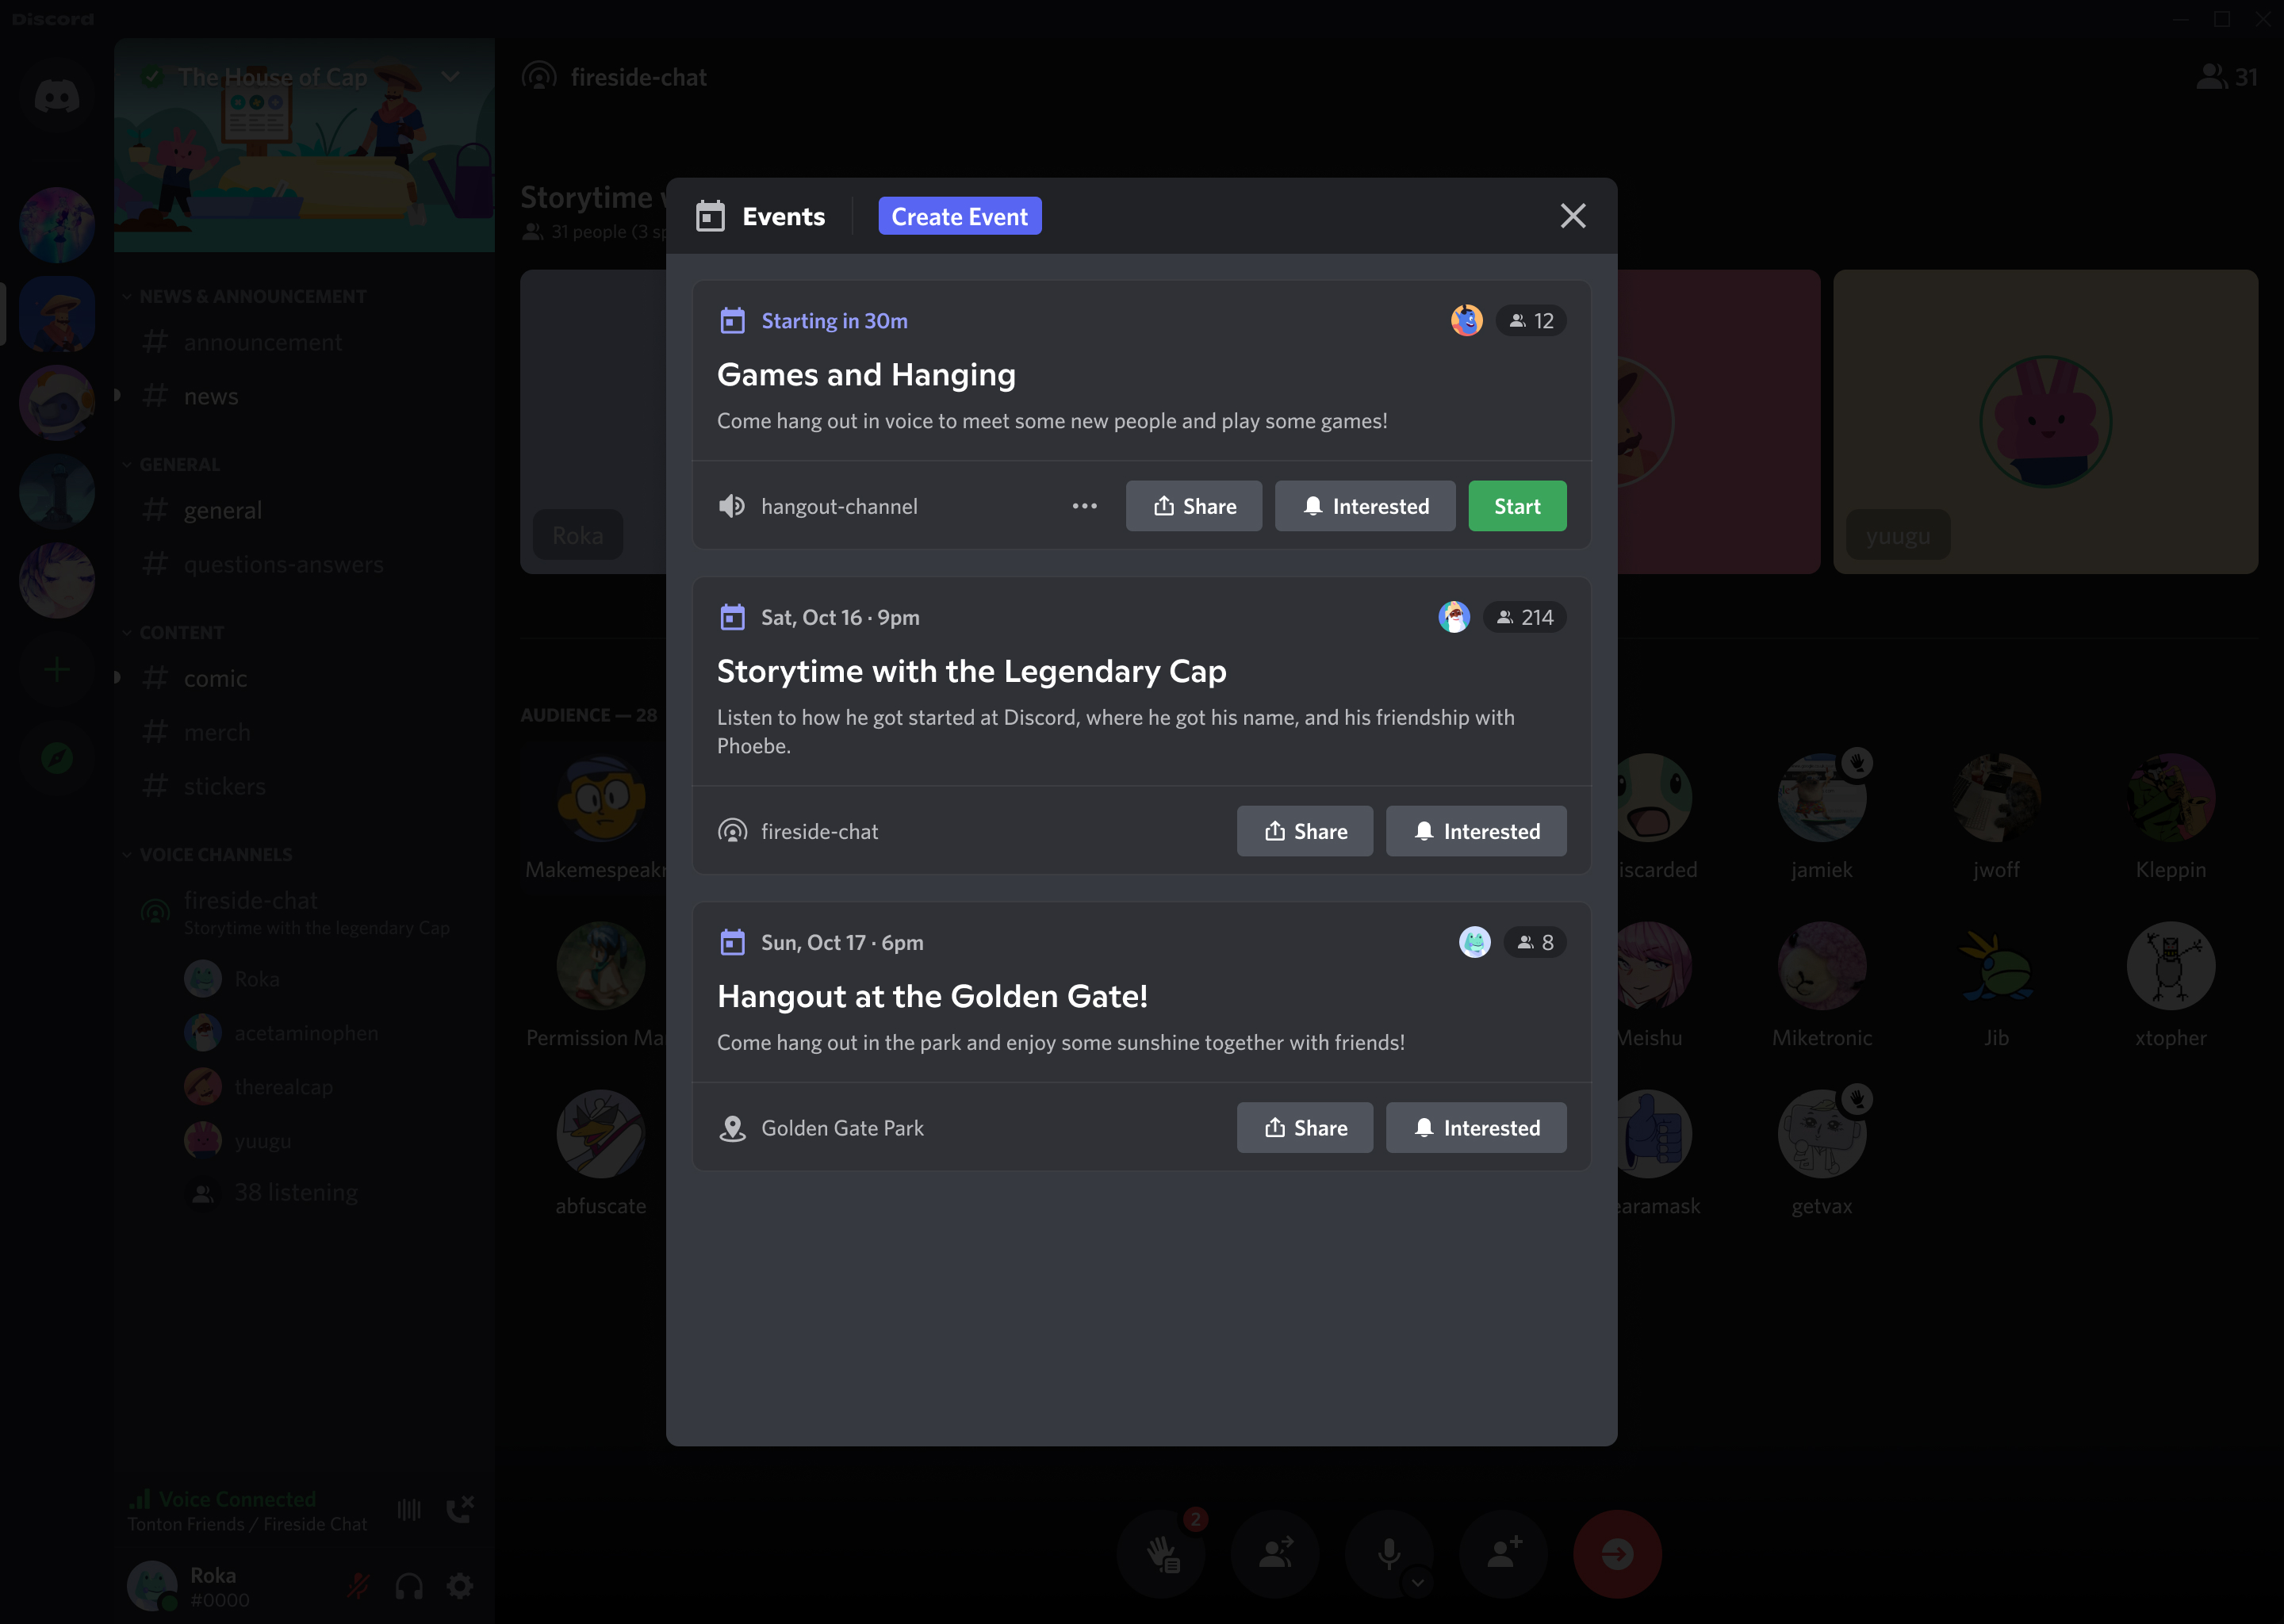 Discord
The House of Cap
fireside-chat
31
NEWS & ANNOUNCEMENT
announcement
news
GENERAL
general
questions-answers
CONTENT
comic
merch
stickers
VOICE CHANNELS
fireside-chat
Storytime with the legendary Cap
Roka
acetaminophen
therealcap
yuugu
38 listening
Voice Connected
Tonton Friends / Fireside Chat
Roka
#0000
Storytime
31 people (3
Roka
yuugu
Events
Create Event
Starting in 30m
12
Games and Hanging
Come hang out in voice to meet some new people and play some games!
hangout-channel
Share
Interested
Start
Sat, Oct 16 · 9pm
214
Storytime with the Legendary Cap
Listen to how he got started at Discord, where he got his name, and his friendship with
Phoebe.
fireside-chat
Share
Interested
Sun, Oct 17 · 6pm
8
Hangout at the Golden Gate!
Come hang out in the park and enjoy some sunshine together with friends!
Golden Gate Park
Share
Interested
AUDIENCE — 28
Makemespeakr
iscarded
jamiek
jwoff
Kleppin
Permission Ma
Meishu
Miketronic
Jib
xtopher
abfuscate
earamask
getvax
2